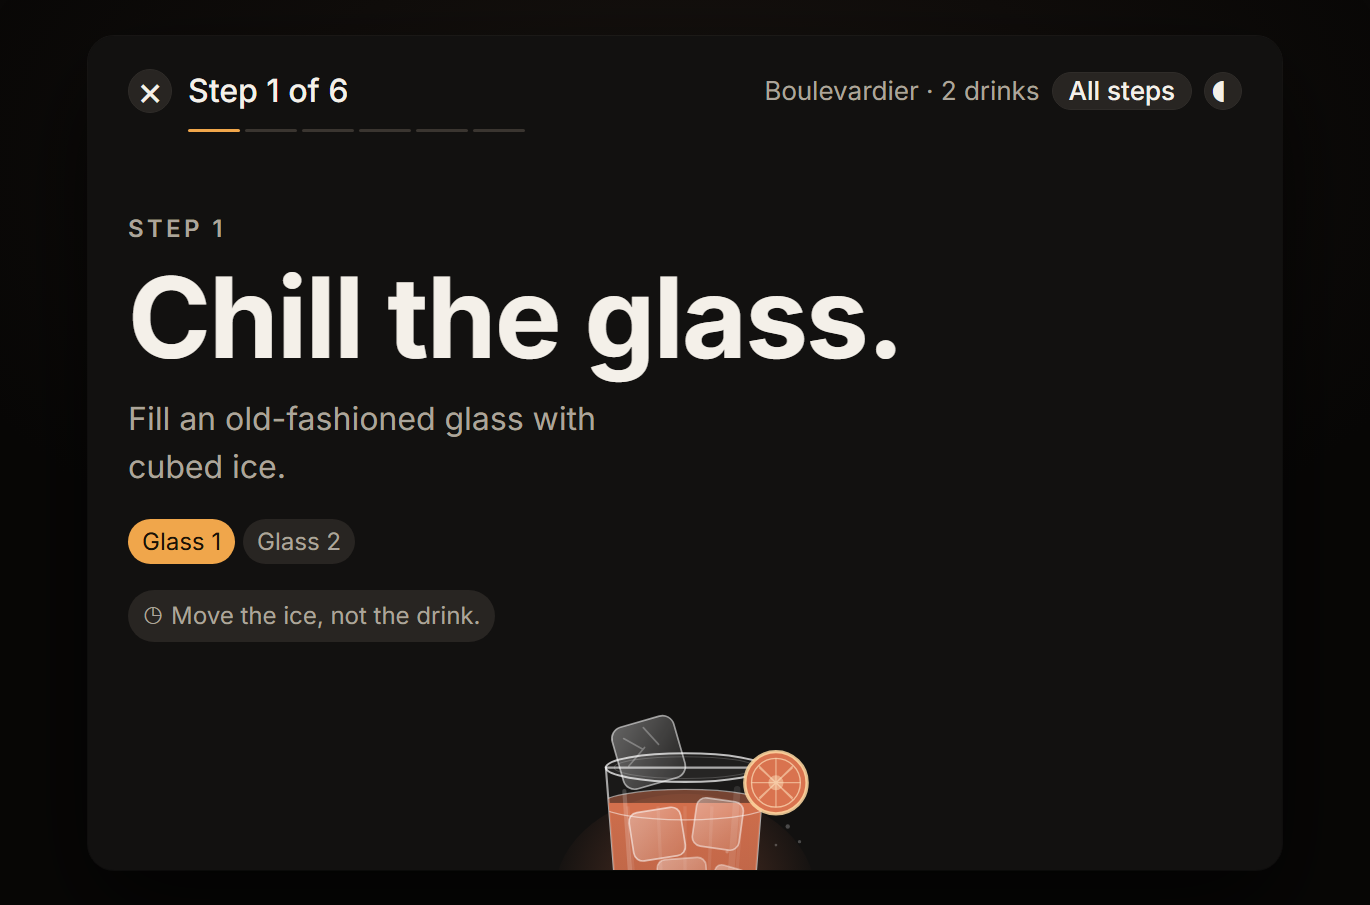 Step 1 of 6
Boulevardier · 2 drinks
All steps
STEP 1
Chill the glass.
Fill an old-fashioned glass with
cubed ice.
Glass 1
Glass 2
Move the ice, not the drink.